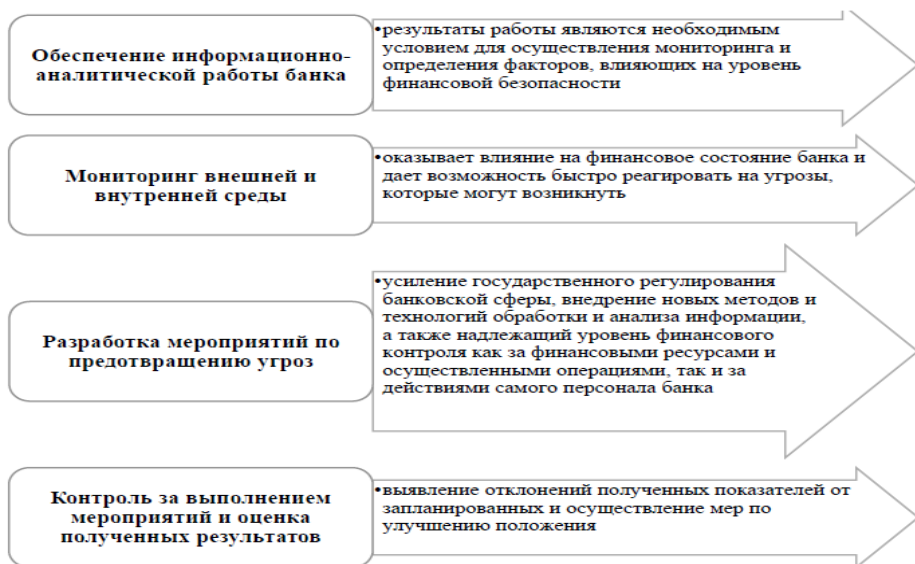 Обеспечение информационно-
аналитической работы банка
•результаты работы являются необходимым
условием для осуществления мониторинга и
определения факторов, влияющих на уровень
финансовой безопасности
Мониторинг внешней и
внутренней среды
•оказывает влияние на финансовое состояние банка и
дает возможность быстро реагировать на угрозы,
которые могут возникнуть
Разработка мероприятий по
предотвращению угроз
•усиление государственного регулирования
банковской сферы, внедрение новых методов и
технологий обработки и анализа информации,
а также надлежащий уровень финансового
контроля как за финансовыми ресурсами и
осуществленными операциями, так и за
действиями самого персонала банка
Контроль за выполнением
мероприятий и оценка
полученных результатов
•выявление отклонений полученных показателей от
запланированных и осуществление мер по
улучшению положения